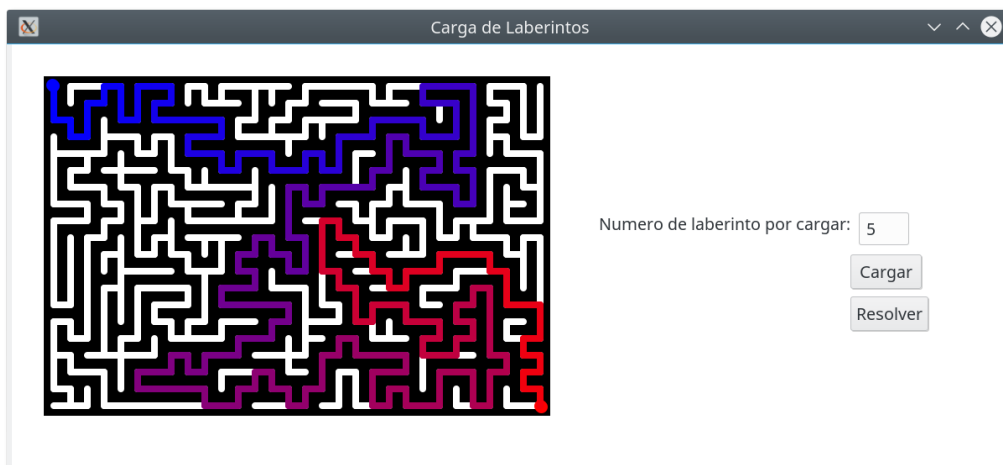 Carga de Laberintos
Numero de laberinto por cargar: 5
Cargar
Resolver